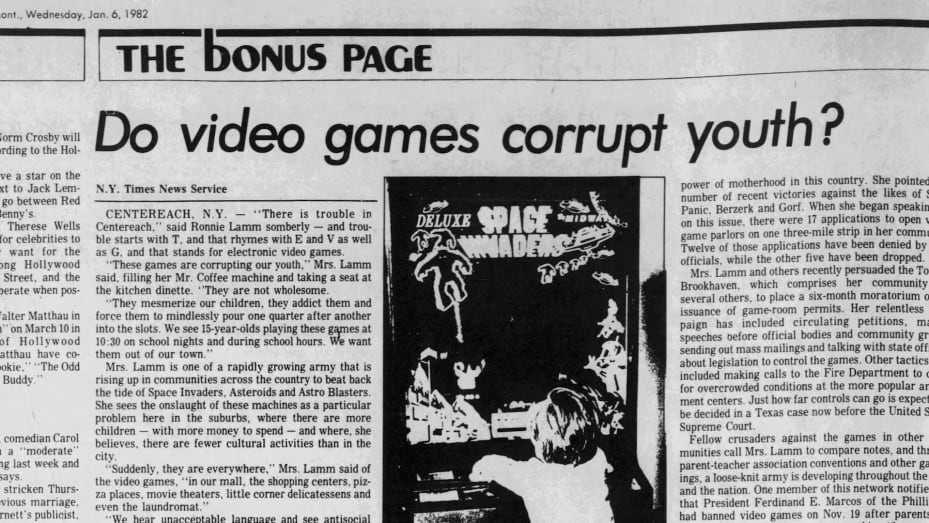 ont., Wednesday, Jan. 6, 1982
THE BONUS PAGE
Do video games corrupt youth?
Norm Crosby will
rding to the Hol-
ve a star on the
xt to Jack Lem-
go between Red
Benny's.
Therese Wells
for celebrities to
want for the
ong Hollywood
Street, and the
perate when pos-
Walter Matthau in
" on March 10 in
of Hollywood
atthau have co-
ookie," "The Odd
Buddy."
comedian Carol
a "moderate"
ng last week and
says.
stricken Thurs-
evious marriage,
rnett's publicist,
N.Y. Times News Service
CENTEREACH, N.Y. — "There is trouble in
Centereach," said Ronnie Lamm somberly — and trou-
ble starts with T, and that rhymes with E and V as well
as G, and that stands for electronic video games.
"These games are corrupting our youth," Mrs. Lamm
said, filling her Mr. Coffee machine and taking a seat at
the kitchen dinette. "They are not wholesome.
"They mesmerize our children, they addict them and
force them to mindlessly pour one quarter after another
into the slots. We see 15-year-olds playing these games at
10:30 on school nights and during school hours. We want
them out of our town."
Mrs. Lamm is one of a rapidly growing army that is
rising up in communities across the country to beat back
the tide of Space Invaders, Asteroids and Astro Blasters.
She sees the onslaught of these machines as a particular
problem here in the suburbs, where there are more
children — with more money to spend — and where, she
believes, there are fewer cultural activities than in the
city.
"Suddenly, they are everywhere," Mrs. Lamm said of
the video games, "in our mall, the shopping centers, piz-
za places, movie theaters, little corner delicatessens and
even the laundromat."
"We hear unacceptable language and see antisocial
DELUXE SPACE INVADERS MIDWAY
power of motherhood in this country. She pointed
number of recent victories against the likes of S
Panic, Berzerk and Gorf. When she began speakin
on this issue, there were 17 applications to open v
game parlors on one three-mile strip in her commu
Twelve of those applications have been denied by
officials, while the other five have been dropped.
Mrs. Lamm and others recently persuaded the To
Brookhaven, which comprises her community
several others, to place a six-month moratorium o
issuance of game-room permits. Her relentless
paign has included circulating petitions, ma
speeches before official bodies and community gr
sending out mass mailings and talking with state off
about legislation to control the games. Other tactics
included making calls to the Fire Department to c
for overcrowded conditions at the more popular ar
ment centers. Just how far controls can go is expect
be decided in a Texas case now before the United S
Supreme Court.
Fellow crusaders against the games in other
munities call Mrs. Lamm to compare notes, and thr
parent-teacher association conventions and other ga
ings, a loose-knit army is developing throughout the
and the nation. One member of this network notifie
that President Ferdinand E. Marcos of the Philli
had banned video games on Nov. 19 after parents